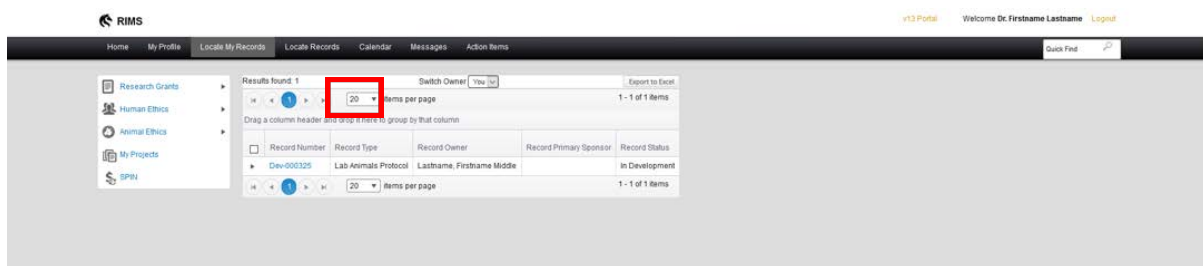 RIMS
v13 Portal Welcome Dr. Firstname Lastname Logout
Home My Profile Locate My Records Locate Records Calendar Messages Action Items Quick Find
Research Grants
Human Ethics
Animal Ethics
My Projects
SPIN
Results found: 1 Switch Owner You Export to Excel
1 20 items per page 1 - 1 of 1 items
Drag a column header and drop it here to group by that column
Record Number Record Type Record Owner Record Primary Sponsor Record Status
Dev-000325 Lab Animals Protocol Lastname, Firstname Middle In Development
1 20 items per page 1 - 1 of 1 items